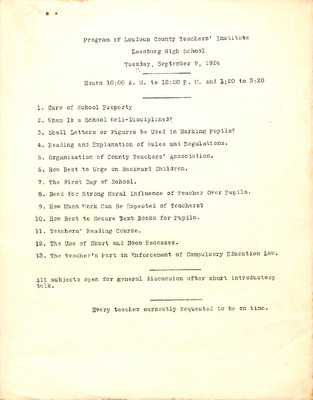 Program of Loudoun County Teachers' Institute
Leesburg High School
Tuesday, September 9, 1924
Hours 10:00 A. M. to 12:20 P. M. and 1:20 to 3:20
1. Care of School Property
2. When Is a School Well-Disciplined?
3. Shall Letters or Figures be Used in Marking Pupils?
4. Reading and Explanation of Rules and Regulations.
5. Organization of County Teachers' Association.
6. How Best to Urge on Backward Children.
7. The First Day of School.
8. Need for Strong Moral Influence of Teacher Over Pupils.
9. How Much Work Can Be Expected of Teachers?
10. How Best to Secure Text Books for Pupils.
11. Teachers' Reading Course.
12. The Use of Short and Noon Recesses.
13. The Teacher's Part in Enforcement of Compulsory Education Law.
All subjects open for general discussion after short introductory
talk.
Every teacher earnestly requested to be on time.